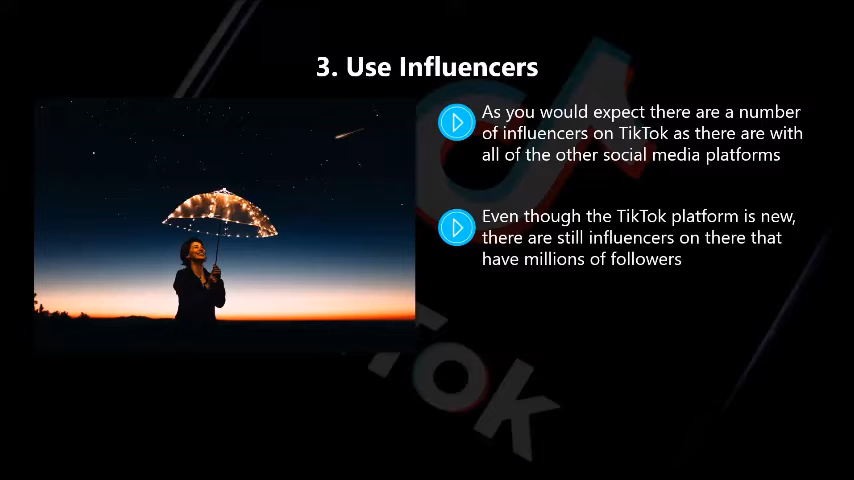 3. Use Influencers
As you would expect there are a number
of influencers on TikTok as there are with
all of the other social media platforms
Even though the TikTok platform is new,
there are still influencers on there that
have millions of followers
TikTok